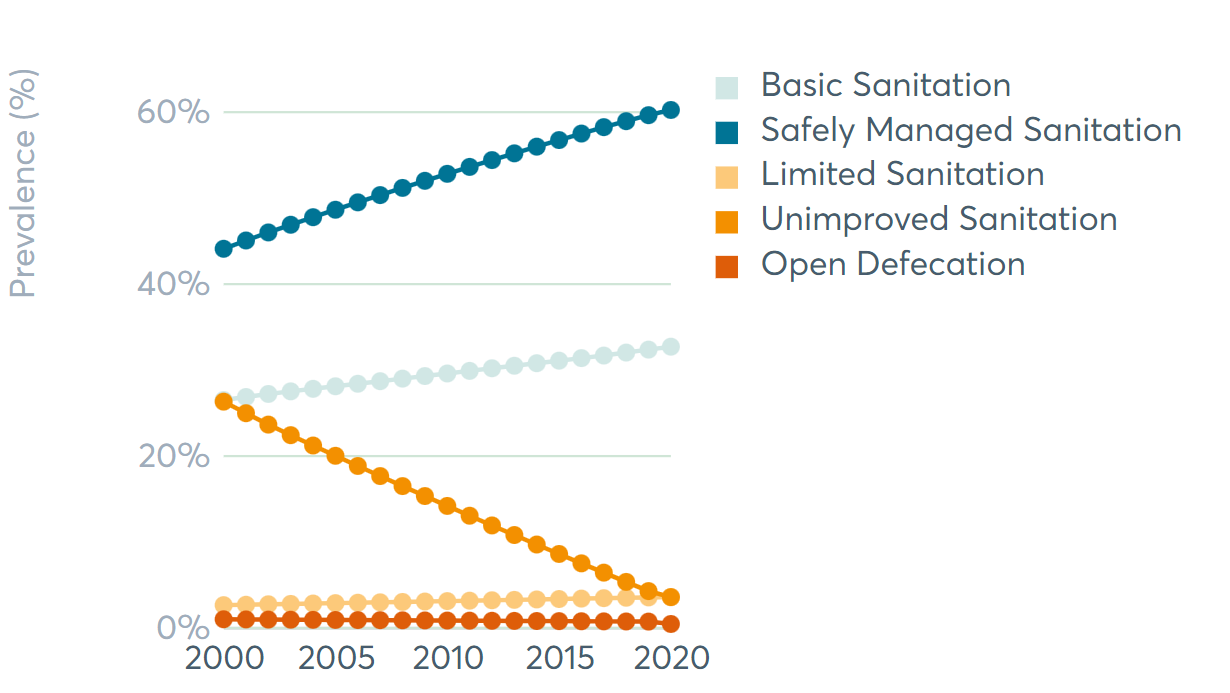 Prevalence (%)
60%
40%
20%
0%
2000 2005 2010 2015 2020
Basic Sanitation
Safely Managed Sanitation
Limited Sanitation
Unimproved Sanitation
Open Defecation